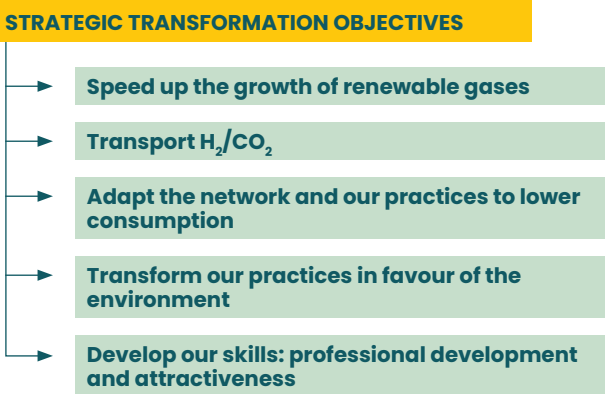 STRATEGIC TRANSFORMATION OBJECTIVES
Speed up the growth of renewable gases
Transport H₂/CO₂
Adapt the network and our practices to lower
consumption
Transform our practices in favour of the
environment
Develop our skills: professional development
and attractiveness